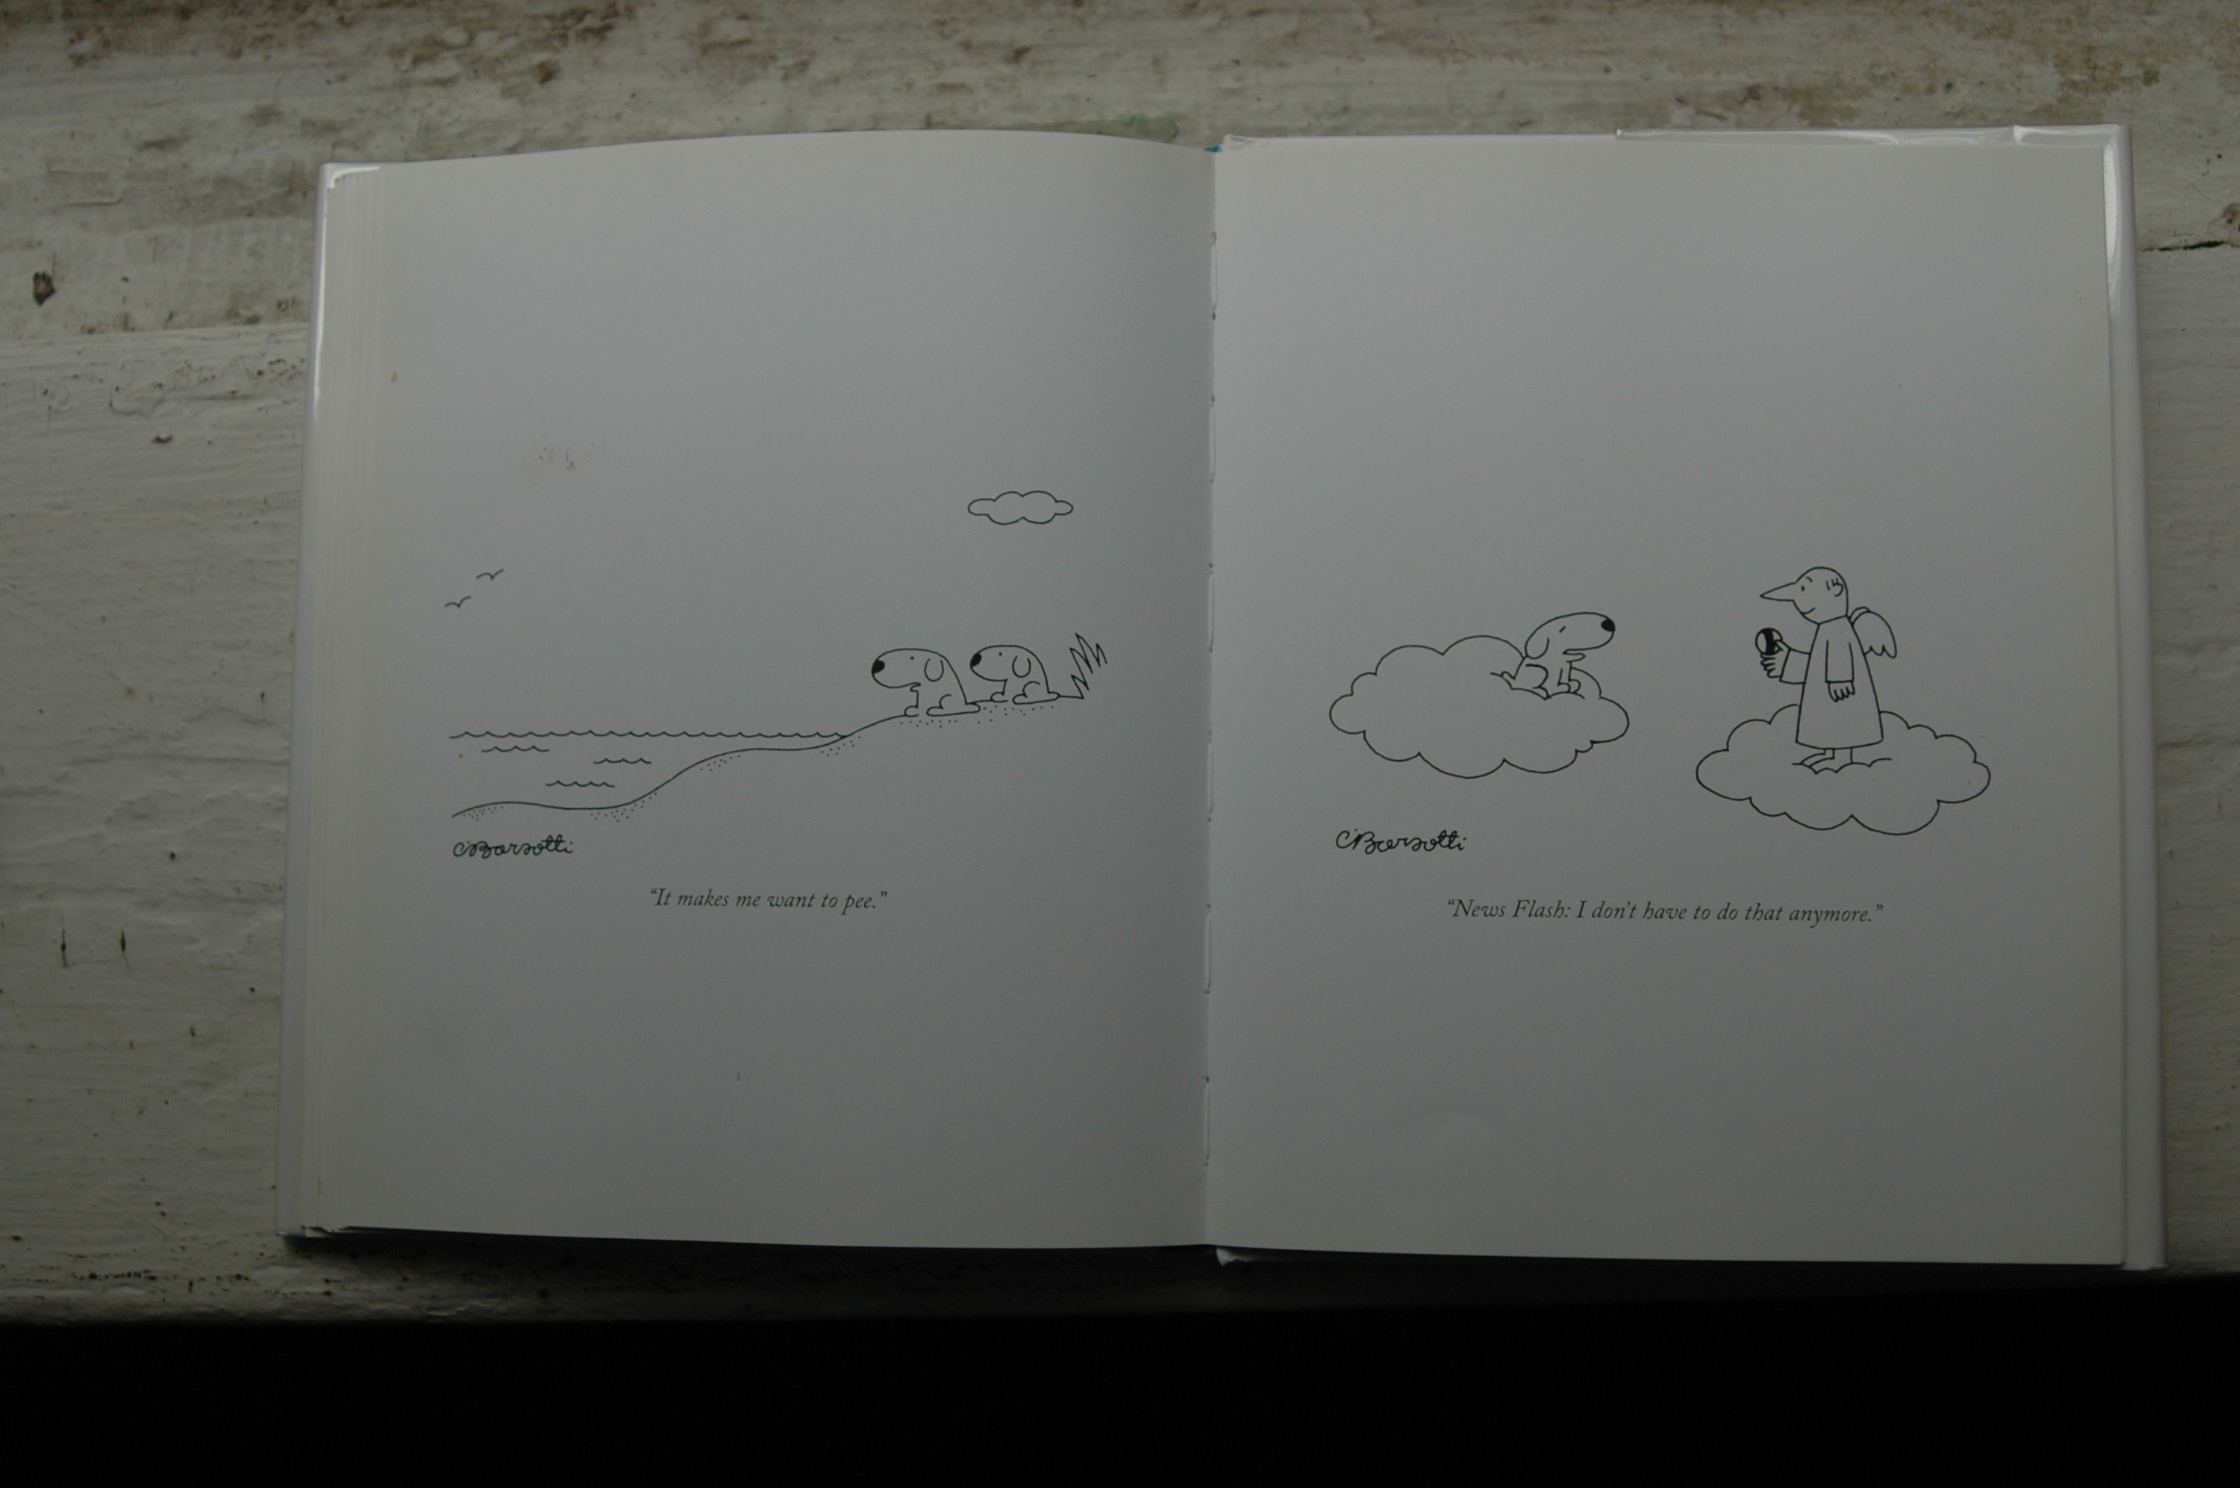 CBarsotti
“It makes me want to pee.”
CBarsotti
“News Flash: I don't have to do that anymore.”